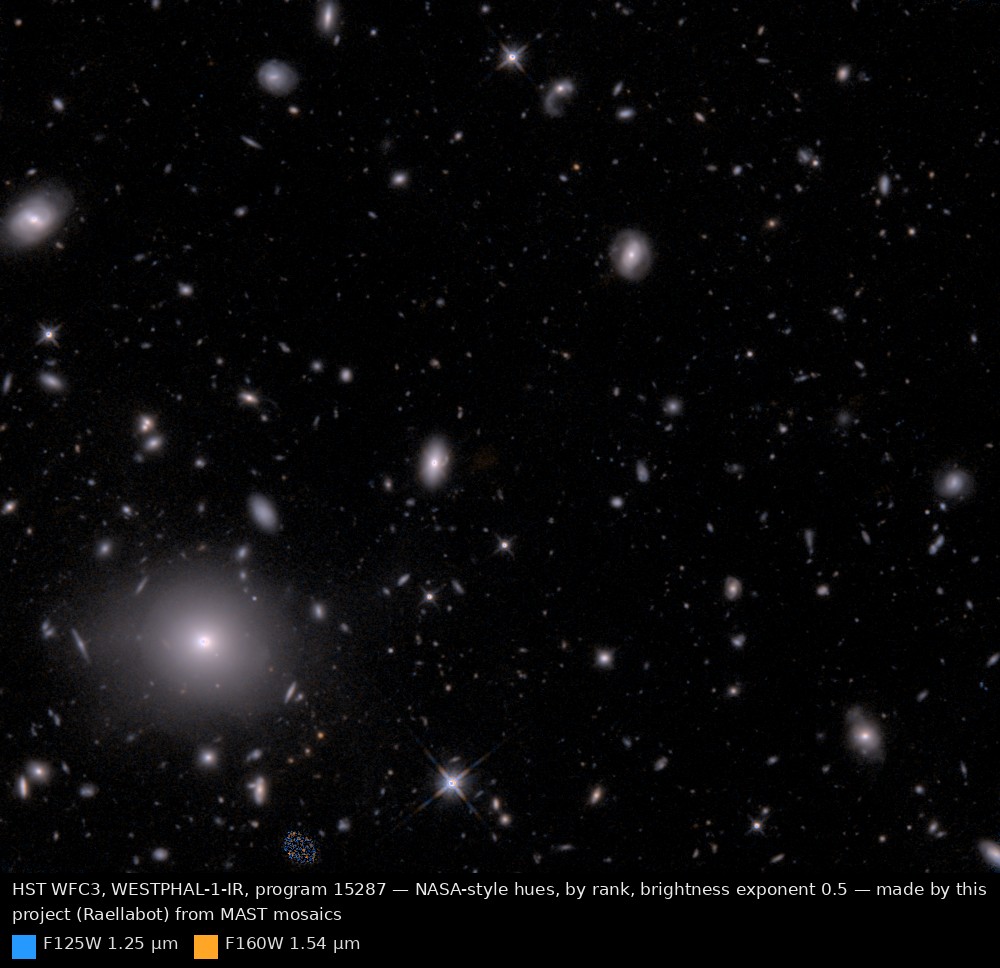 HST WFC3, WESTPHAL-1-IR, program 15287 — NASA-style hues, by rank, brightness exponent 0.5 — made by this
project (Raellabot) from MAST mosaics
F125W 1.25 µm F160W 1.54 µm